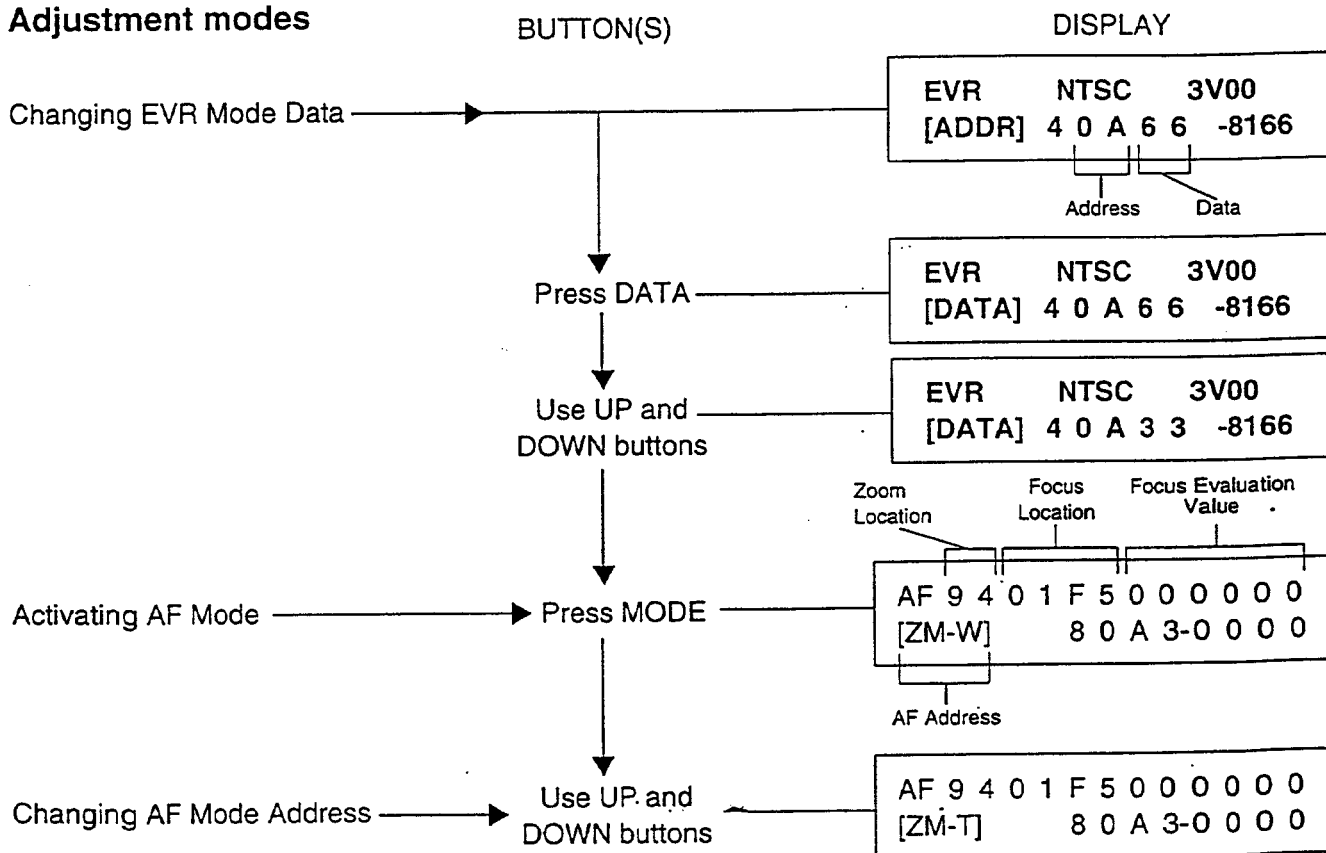 Adjustment modes
BUTTON(S)
DISPLAY
Changing EVR Mode Data
EVR NTSC 3V00
[ADDR] 4 0 A 6 6 -8166
Address Data
Press DATA
EVR NTSC 3V00
[DATA] 4 0 A 6 6 -8166
Use UP and
DOWN buttons
EVR NTSC 3V00
[DATA] 4 0 A 3 3 -8166
Zoom
Location
Focus
Location
Focus Evaluation
Value
Activating AF Mode
Press MODE
AF 9 4 0 1 F 5 0 0 0 0 0 0
[ZM-W] 8 0 A 3-0 0 0 0
AF Address
Changing AF Mode Address
Use UP and
DOWN buttons
AF 9 4 0 1 F 5 0 0 0 0 0 0
[ZM-T] 8 0 A 3-0 0 0 0